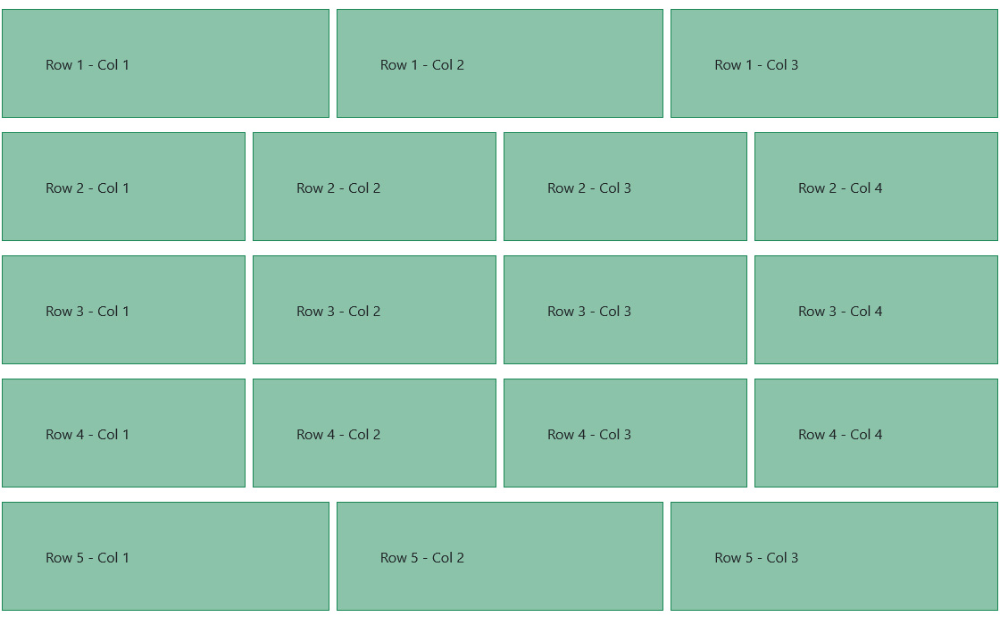 Row 1 - Col 1
Row 1 - Col 2
Row 1 - Col 3
Row 2 - Col 1
Row 2 - Col 2
Row 2 - Col 3
Row 2 - Col 4
Row 3 - Col 1
Row 3 - Col 2
Row 3 - Col 3
Row 3 - Col 4
Row 4 - Col 1
Row 4 - Col 2
Row 4 - Col 3
Row 4 - Col 4
Row 5 - Col 1
Row 5 - Col 2
Row 5 - Col 3